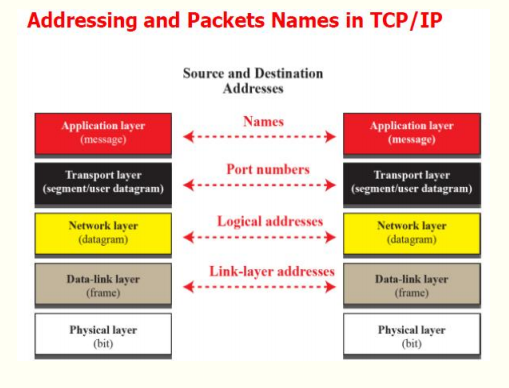 Addressing and Packets Names in TCP/IP
Source and Destination
Addresses
Application layer
(message)
Names
Application layer
(message)
Transport layer
(segment/user datagram)
Port numbers
Transport layer
(segment/user datagram)
Network layer
(datagram)
Logical addresses
Network layer
(datagram)
Data-link layer
(frame)
Link-layer addresses
Data-link layer
(frame)
Physical layer
(bit)
Physical layer
(bit)